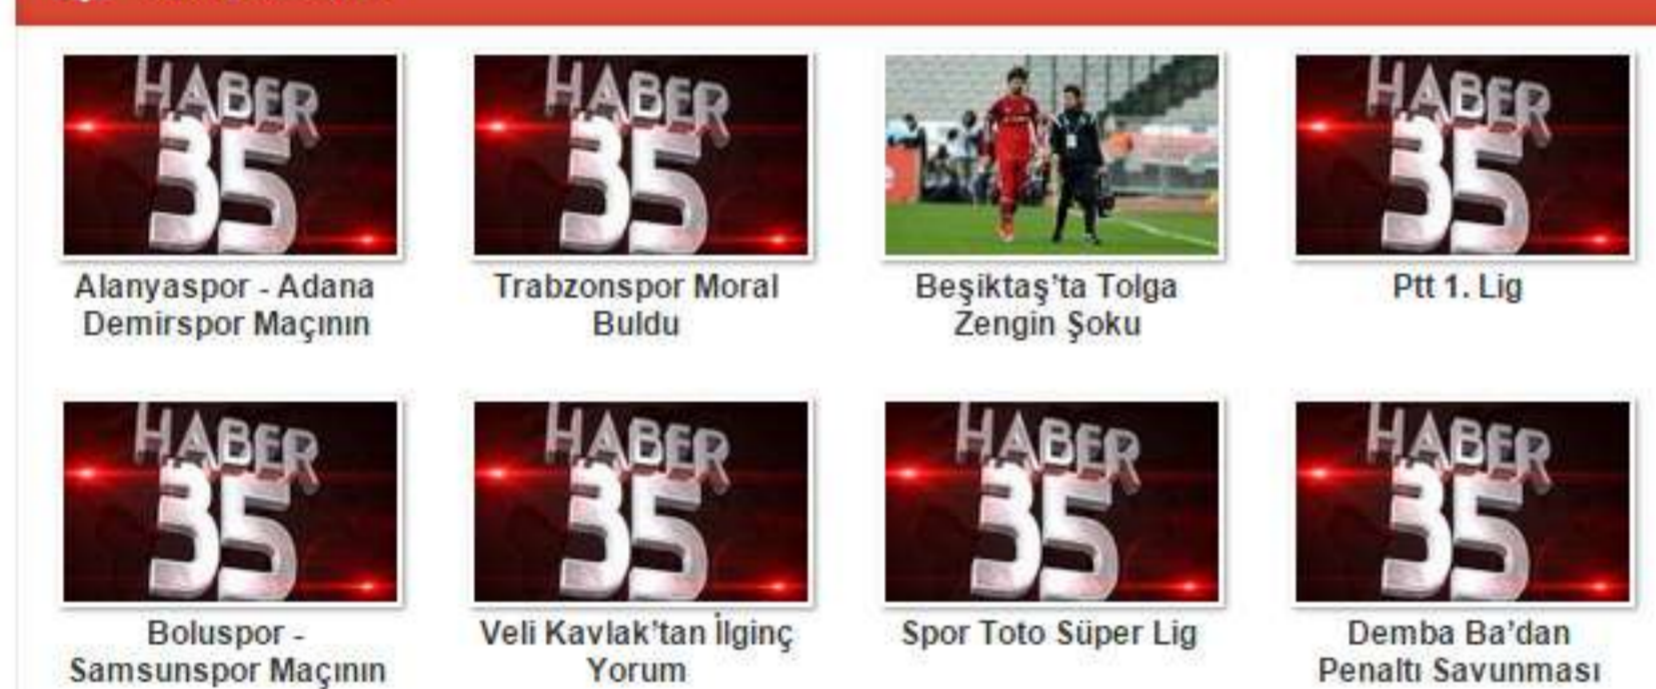 HABER
35
HABER
35
HABER
35
Alanyaspor - Adana
Demirspor Maçının
Trabzonspor Moral
Buldu
Beşiktaş'ta Tolga
Zengin Şoku
Ptt 1. Lig
HABER
35
HABER
35
HABER
35
HABER
35
Boluspor -
Samsunspor Maçının
Veli Kavlak'tan İlginç
Yorum
Spor Toto Süper Lig
Demba Ba'dan
Penaltı Savunması